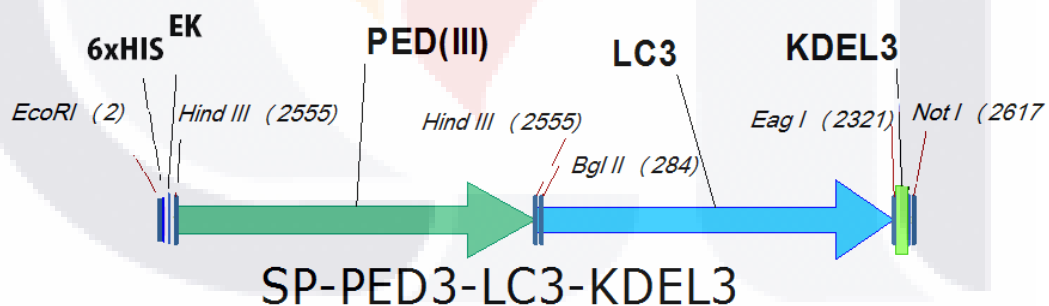 6xHIS EK PED(III) LC3 KDEL3
EcoRI (2) Hind III (2555) Hind III (2555) Bgl II (284) Eag I (2321) Not I (2617
SP-PED3-LC3-KDEL3